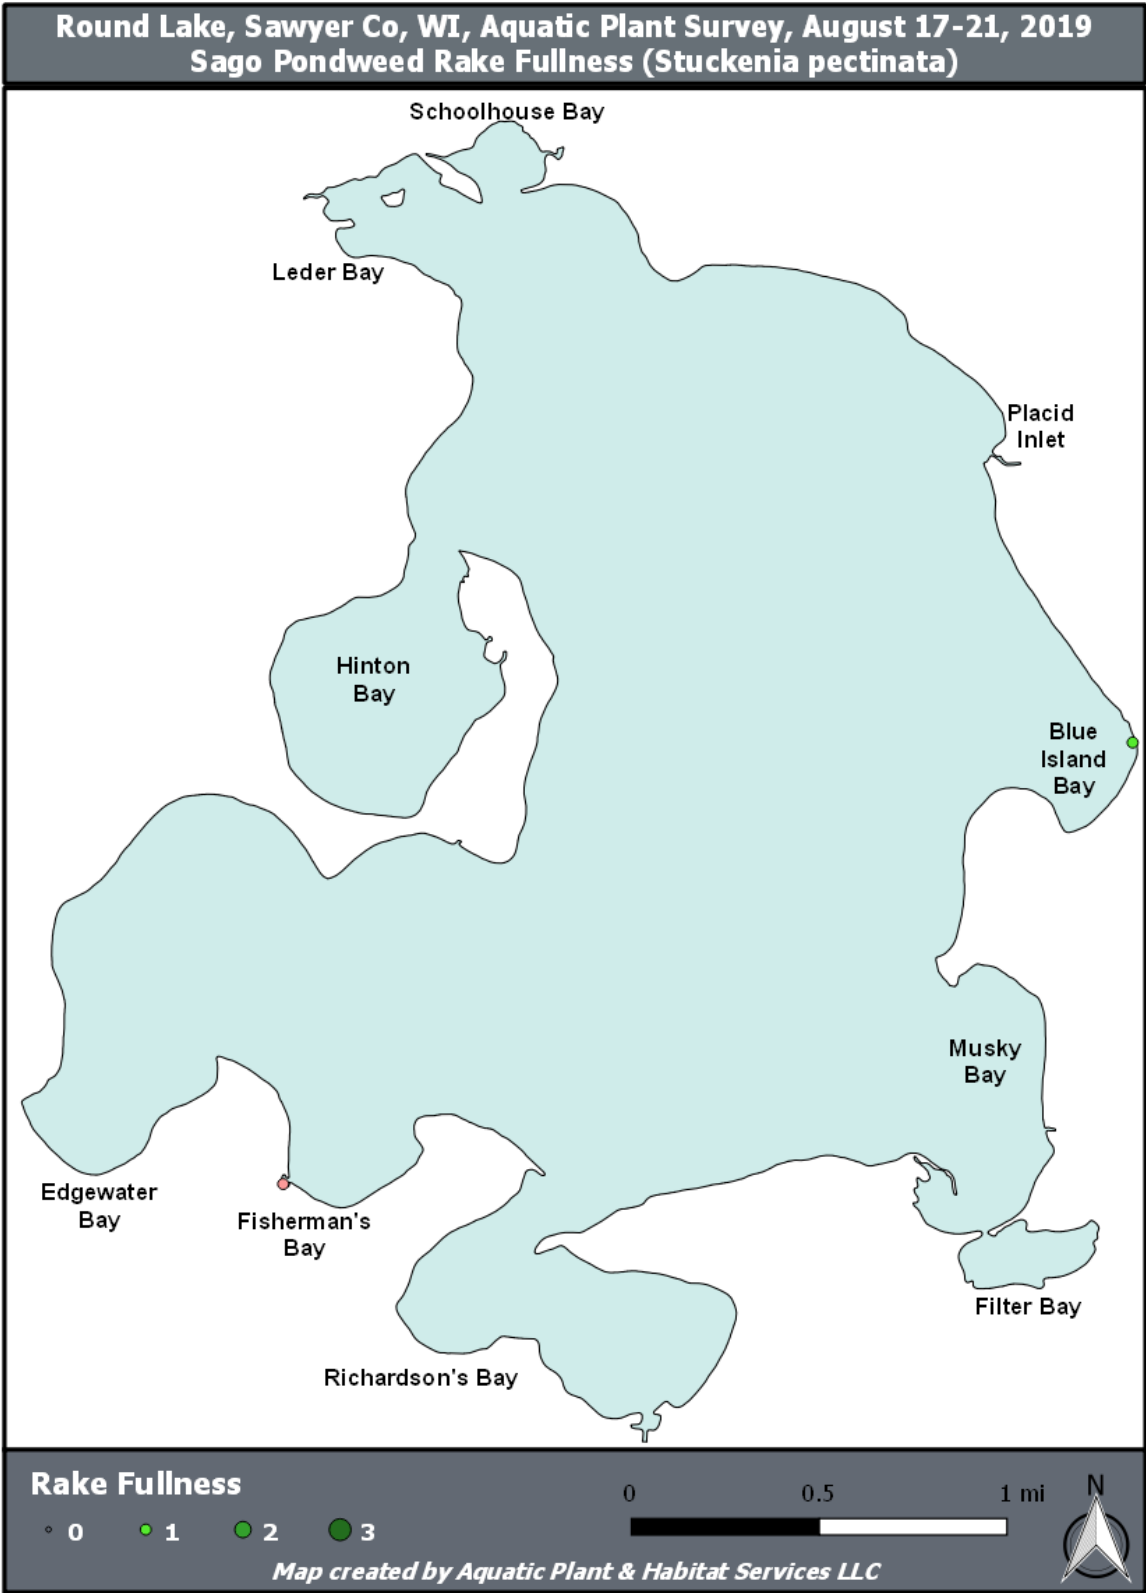 Round Lake, Sawyer Co, WI, Aquatic Plant Survey, August 17-21, 2019
Sago Pondweed Rake Fullness (Stuckenia pectinata)
Schoolhouse Bay
Leder Bay
Placid
Inlet
Hinton
Bay
Blue
Island
Bay
Musky
Bay
Edgewater
Bay
Fisherman's
Bay
Filter Bay
Richardson's Bay
Rake Fullness
0 1 2 3
0 0.5 1 mi
N
Map created by Aquatic Plant & Habitat Services LLC